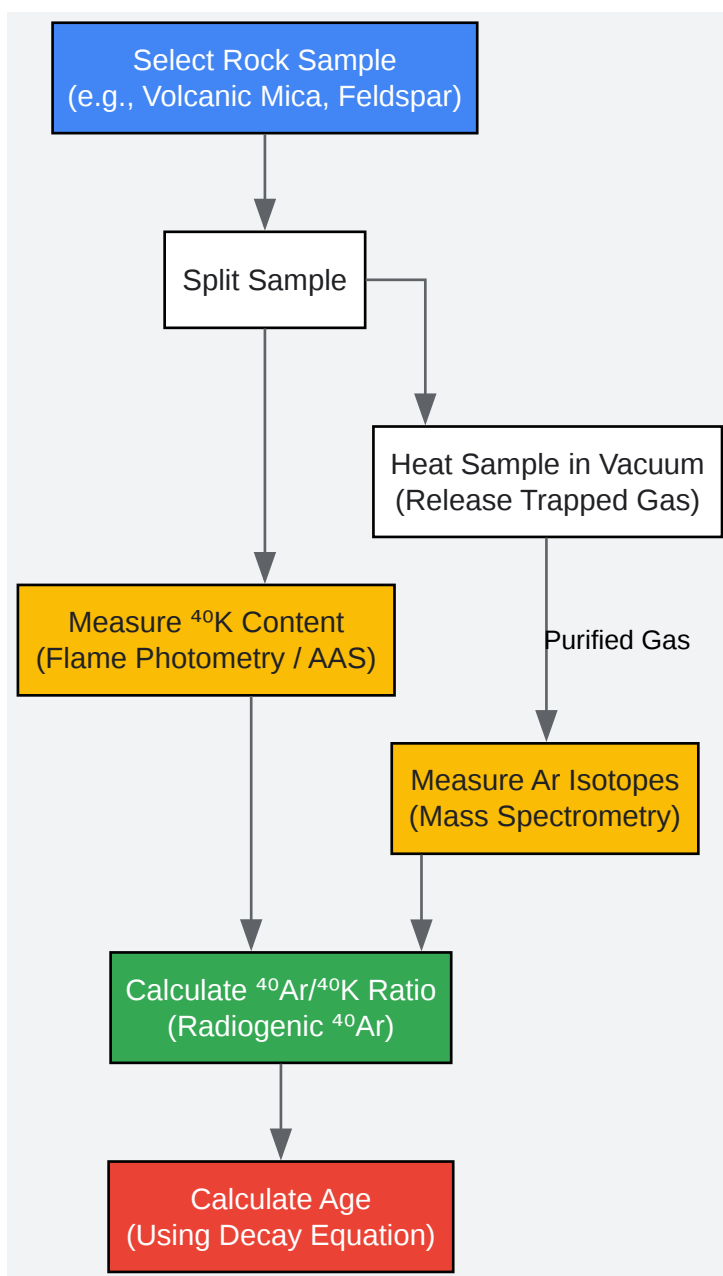 Select Rock Sample
(e.g., Volcanic Mica, Feldspar)
Split Sample
Heat Sample in Vacuum
(Release Trapped Gas)
Measure ⁴⁰K Content
(Flame Photometry / AAS)
Purified Gas
Measure Ar Isotopes
(Mass Spectrometry)
Calculate ⁴⁰Ar/⁴⁰K Ratio
(Radiogenic ⁴⁰Ar)
Calculate Age
(Using Decay Equation)